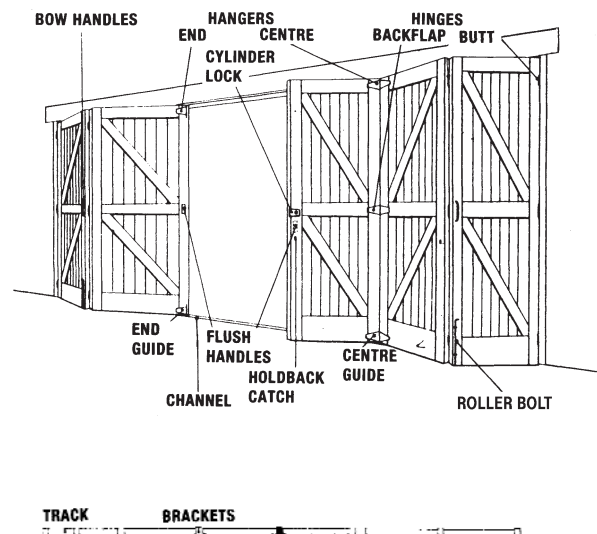 BOW HANDLES
HANGERS
END CENTRE
CYLINDER
LOCK
HINGES
BACKFLAP BUTT
END
GUIDE
FLUSH
HANDLES
CENTRE
GUIDE
HOLDBACK
CATCH
CHANNEL
ROLLER BOLT
TRACK
BRACKETS